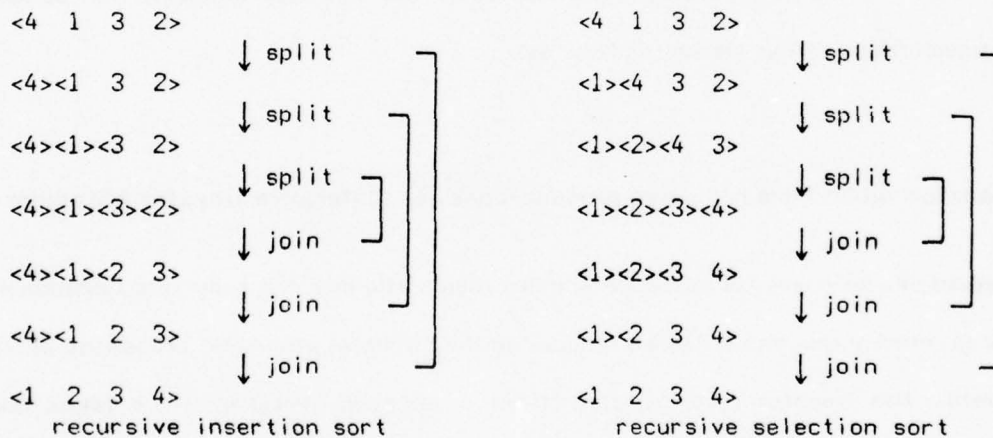 <4 1 3 2>
split
<4><1 3 2>
split
<4><1><3 2>
split
<4><1><3><2>
join
<4><1><2 3>
join
<4><1 2 3>
join
<1 2 3 4>
recursive insertion sort
<4 1 3 2>
split
<1><4 3 2>
split
<1><2><4 3>
split
<1><2><3><4>
join
<1><2><3 4>
join
<1><2 3 4>
join
<1 2 3 4>
recursive selection sort